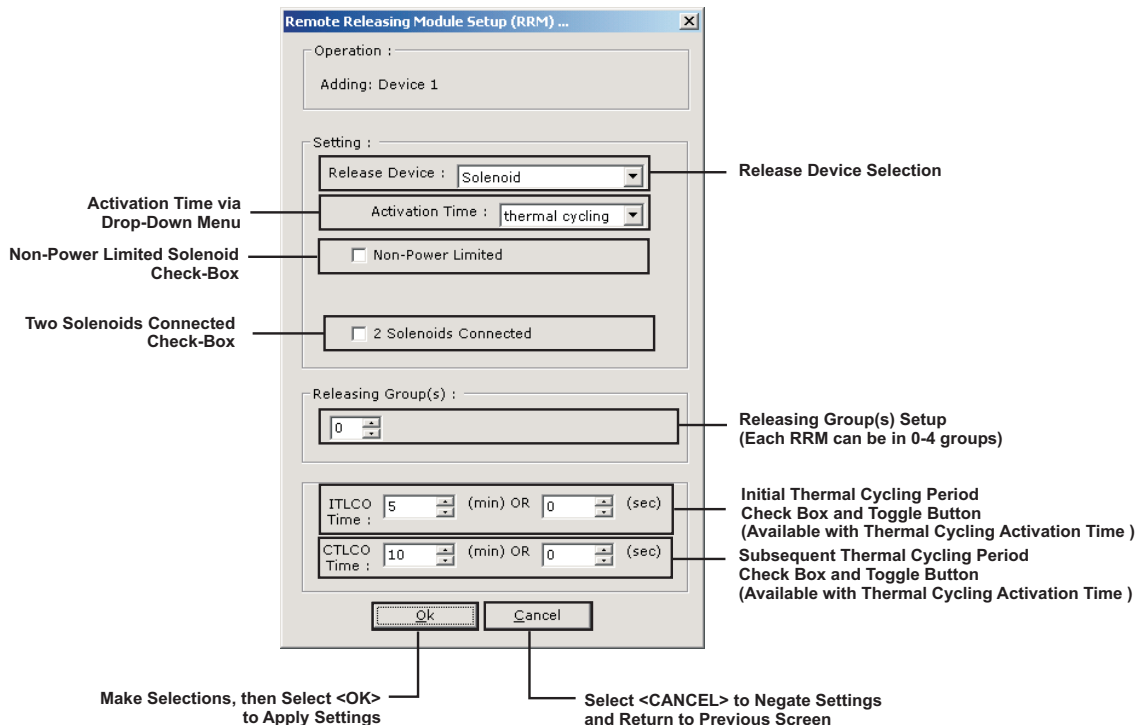 Remote Releasing Module Setup (RRM) ...
Operation :
Adding: Device 1
Setting :
Release Device : Solenoid
Release Device Selection
Activation Time via
Drop-Down Menu
Activation Time : thermal cycling
Non-Power Limited Solenoid
Check-Box
Non-Power Limited
Two Solenoids Connected
Check-Box
2 Solenoids Connected
Releasing Group(s) :
0
Releasing Group(s) Setup
(Each RRM can be in 0-4 groups)
ITLCO
Time : 5 (min) OR 0 (sec)
Initial Thermal Cycling Period
Check Box and Toggle Button
(Available with Thermal Cycling Activation Time )
CTLCO
Time : 10 (min) OR 0 (sec)
Subsequent Thermal Cycling Period
Check Box and Toggle Button
(Available with Thermal Cycling Activation Time )
Ok Cancel
Make Selections, then Select <OK>
to Apply Settings
Select <CANCEL> to Negate Settings
and Return to Previous Screen